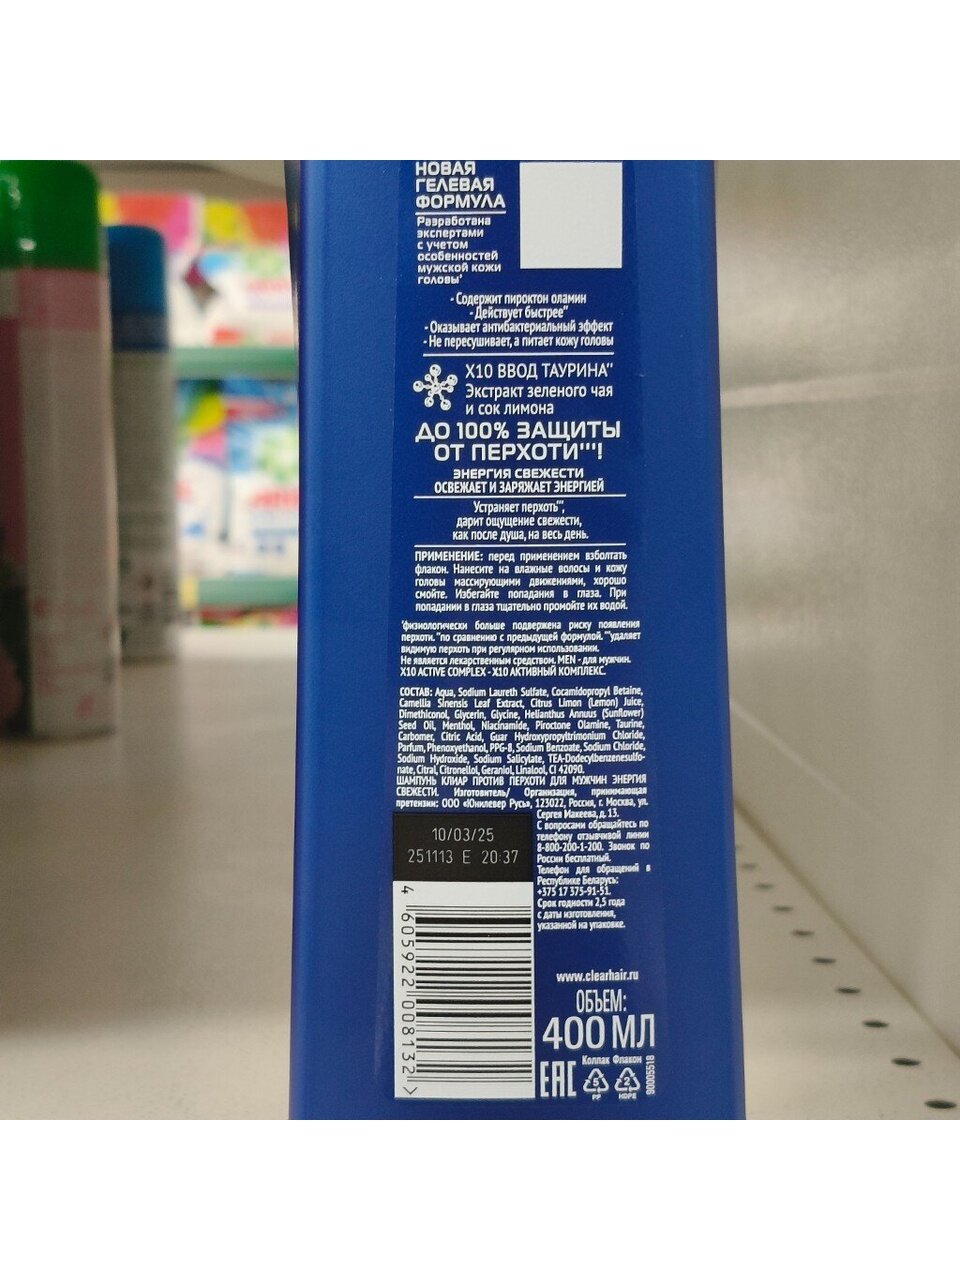 НОВАЯ
ГЕЛЕВАЯ
ФОРМУЛА
Разработана
экспертами
с учетом
особенностей
мужской кожи
головы'
- Содержит пироктон оламин
- Действует быстрее''
- Оказывает антибактериальный эффект
- Не пересушивает, а питает кожу головы
X10 ВВОД ТАУРИНА''
Экстракт зеленого чая
и сок лимона
ДО 100% ЗАЩИТЫ
ОТ ПЕРХОТИ'''!
ЭНЕРГИЯ СВЕЖЕСТИ
ОСВЕЖАЕТ И ЗАРЯЖАЕТ ЭНЕРГИЕЙ
Устраняет перхоть''',
дарит ощущение свежести,
как после душа, на весь день.
ПРИМЕНЕНИЕ: перед применением взболтать
флакон. Нанесите на влажные волосы и кожу
головы массирующими движениями, хорошо
смойте. Избегайте попадания в глаза. При
попадании в глаза тщательно промойте их водой.
'физиологически больше подвержена риску появления
перхоти. ''по сравнению с предыдущей формулой. '''удаляет
видимую перхоть при регулярном использовании.
Не является лекарственным средством. MEN - для мужчин.
X10 ACTIVE COMPLEX - X10 АКТИВНЫЙ КОМПЛЕКС.
СОСТАВ: Aqua, Sodium Laureth Sulfate, Cocamidopropyl Betaine,
Camellia Sinensis Leaf Extract, Citrus Limon (Lemon) Juice,
Dimethiconol, Glycerin, Glycine, Helianthus Annuus (Sunflower)
Seed Oil, Menthol, Niacinamide, Piroctone Olamine, Taurine,
Carbomer, Citric Acid, Guar Hydroxypropyltrimonium Chloride,
Parfum, Phenoxyethanol, PPG-8, Sodium Benzoate, Sodium Chloride,
Sodium Hydroxide, Sodium Salicylate, TEA-Dodecylbenzenesulfo-
nate, Citral, Citronellol, Geraniol, Linalool, CI 42090.
ШАМПУНЬ КЛИАР ПРОТИВ ПЕРХОТИ ДЛЯ МУЖЧИН ЭНЕРГИЯ
СВЕЖЕСТИ. Изготовитель/ Организация, принимающая
претензии: ООО «Юнилевер Русь», 123022, Россия, г. Москва, ул.
Сергея Макеева, д. 13.
С вопросами обращайтесь по
телефону отзывчивой линии
8-800-200-1-200. Звонок по
России бесплатный.
Телефон для обращений в
Республике Беларусь:
+375 17 375-91-51.
Срок годности 2,5 года
с даты изготовления,
указанной на упаковке.
10/03/25
251113 E 20:37
4 605922 008132 >
www.clearhair.ru
ОБЪЕМ:
400 МЛ
Колпак Флакон
EAC
5
PP
2
HDPE
90005518